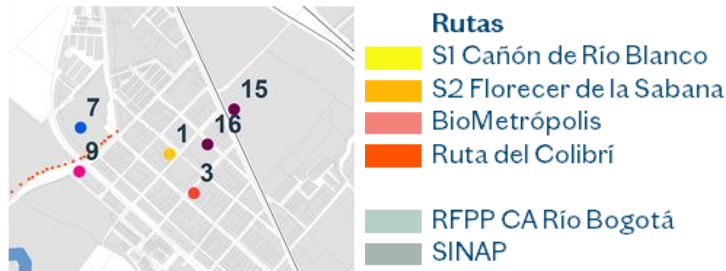 15
7
16
1
9
3
Rutas
S1 Cañón de Río Blanco
S2 Florecer de la Sabana
BioMetrópolis
Ruta del Colibrí
RFPP CA Río Bogotá
SINAP